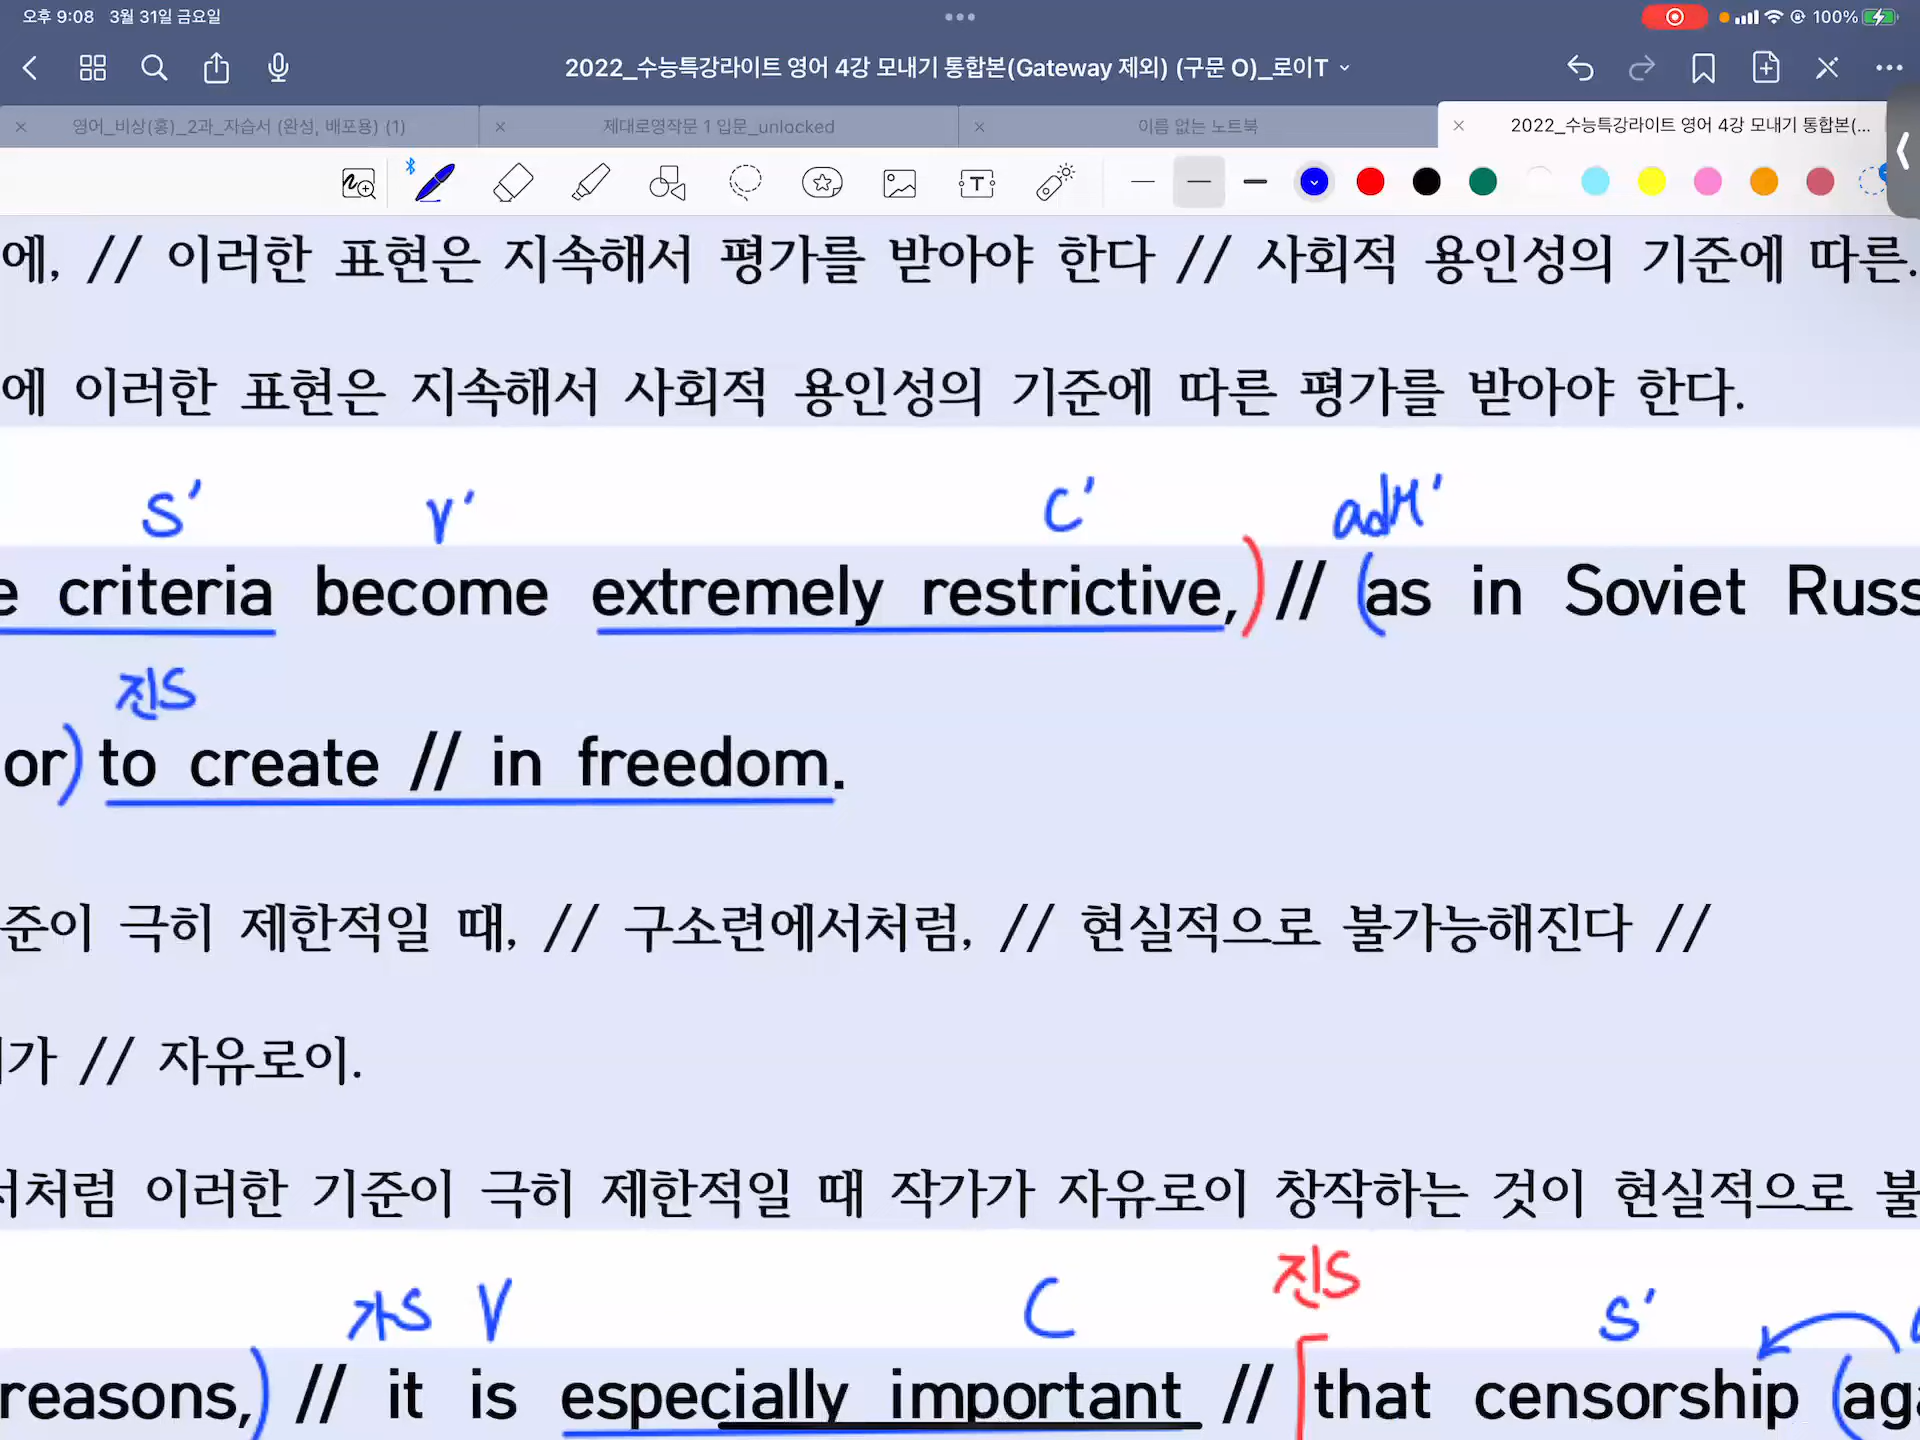 오후 9:08 3월 31일 금요일
100%
2022_수능특강라이트 영어 4강 모내기 통합본(Gateway 제외) (구문 O)_로이T
영어_비상(홍)_2과_자습서 (완성, 배포용) (1)
제대로영작문 1 입문_unlocked
이름 없는 노트북
2022_수능특강라이트 영어 4강 모내기 통합본(...
에, // 이러한 표현은 지속해서 평가를 받아야 한다 // 사회적 용인성의 기준에 따른.
에 이러한 표현은 지속해서 사회적 용인성의 기준에 따른 평가를 받아야 한다.
S' V' C' adM'
e criteria become extremely restrictive,) // (as in Soviet Russ
진S
or) to create // in freedom.
준이 극히 제한적일 때, // 구소련에서처럼, // 현실적으로 불가능해진다 //
가 // 자유로이.
서처럼 이러한 기준이 극히 제한적일 때 작가가 자유로이 창작하는 것이 현실적으로 불
가S V C 진S S'
reasons,) // it is especially important // [that censorship (aga